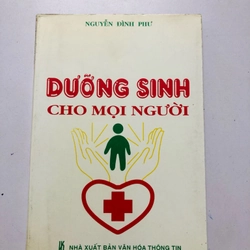 NGUYỄN ĐÌNH PHƯ
DƯỠNG SINH
CHO MỌI NGƯỜI
NHÀ XUẤT BẢN VĂN HÓA THÔNG TIN